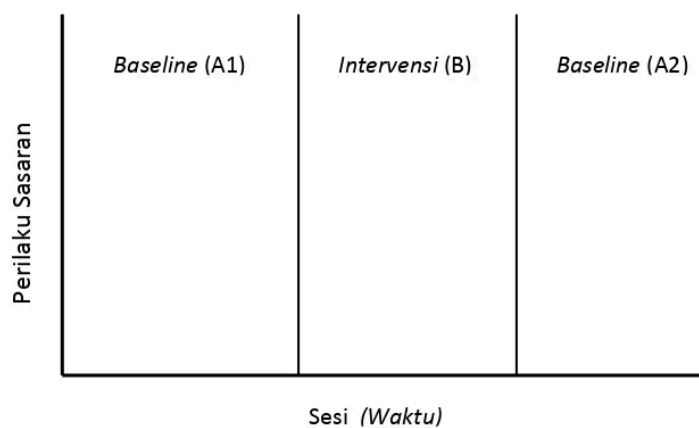 Baseline (A1)
Intervensi (B)
Baseline (A2)
Perilaku Sasaran
Sesi (Waktu)